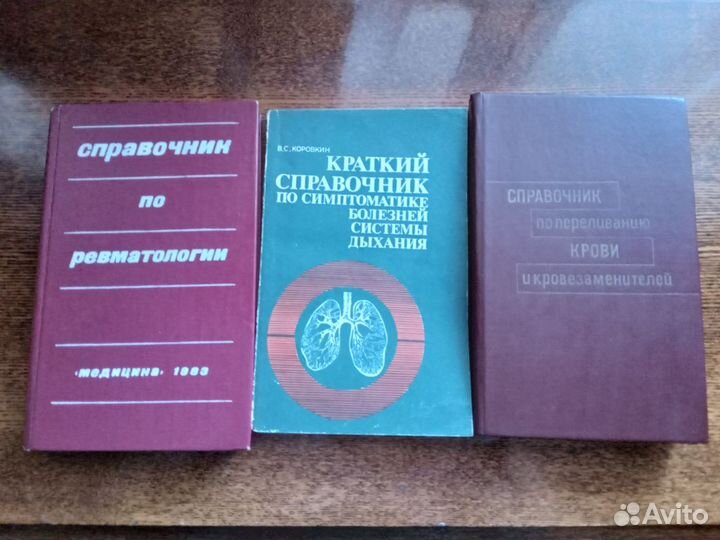 справочник
по
ревматологии
«медицина» 1983
В.С. КОРОВКИН
КРАТКИЙ
СПРАВОЧНИК
ПО СИМПТОМАТИКЕ
БОЛЕЗНЕЙ
СИСТЕМЫ
ДЫХАНИЯ
СПРАВОЧНИК
по переливанию
КРОВИ
и кровезаменителей
Avito